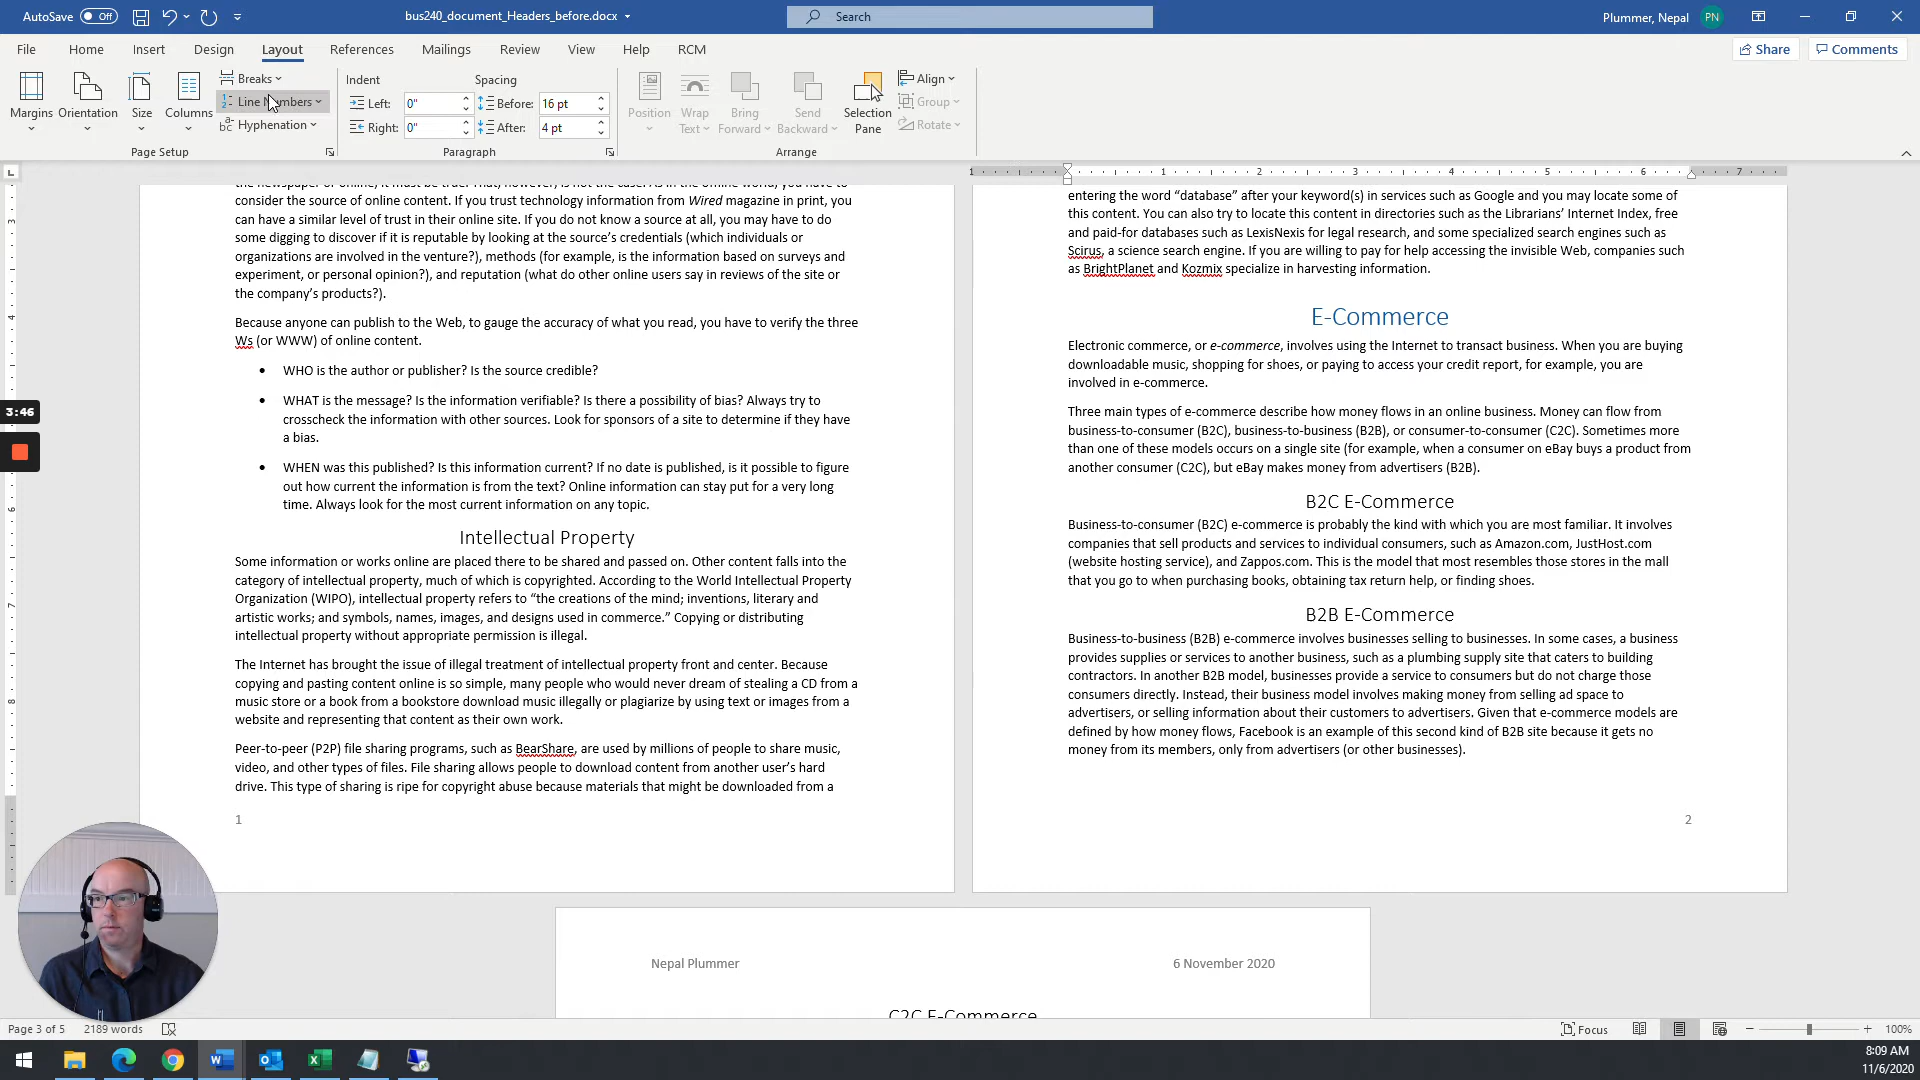 AutoSave Off
bus240_document_Headers_before.docx
Search
Plummer, Nepal PN
File Home Insert Design Layout References Mailings Review View Help RCM
Share Comments
Margins Orientation Size Columns
Breaks
Line Numbers
Hyphenation
Page Setup
Indent Spacing
Left: 0" Before: 16 pt
Right: 0" After: 4 pt
Paragraph
Position Wrap Text Bring Forward Send Backward Selection Pane
Align
Group
Rotate
Arrange
1 1 2 3 4 5 6 7
consider the source of online content. If you trust technology information from Wired magazine in print, you
can have a similar level of trust in their online site. If you do not know a source at all, you may have to do
some digging to discover if it is reputable by looking at the source's credentials (which individuals or
organizations are involved in the venture?), methods (for example, is the information based on surveys and
experiment, or personal opinion?), and reputation (what do other online users say in reviews of the site or
the company's products?).
Because anyone can publish to the Web, to gauge the accuracy of what you read, you have to verify the three
Ws (or WWW) of online content.
• WHO is the author or publisher? Is the source credible?
• WHAT is the message? Is the information verifiable? Is there a possibility of bias? Always try to
crosscheck the information with other sources. Look for sponsors of a site to determine if they have
a bias.
• WHEN was this published? Is this information current? If no date is published, is it possible to figure
out how current the information is from the text? Online information can stay put for a very long
time. Always look for the most current information on any topic.
Intellectual Property
Some information or works online are placed there to be shared and passed on. Other content falls into the
category of intellectual property, much of which is copyrighted. According to the World Intellectual Property
Organization (WIPO), intellectual property refers to “the creations of the mind; inventions, literary and
artistic works; and symbols, names, images, and designs used in commerce.” Copying or distributing
intellectual property without appropriate permission is illegal.
The Internet has brought the issue of illegal treatment of intellectual property front and center. Because
copying and pasting content online is so simple, many people who would never dream of stealing a CD from a
music store or a book from a bookstore download music illegally or plagiarize by using text or images from a
website and representing that content as their own work.
Peer-to-peer (P2P) file sharing programs, such as BearShare, are used by millions of people to share music,
video, and other types of files. File sharing allows people to download content from another user's hard
drive. This type of sharing is ripe for copyright abuse because materials that might be downloaded from a
1
entering the word “database” after your keyword(s) in services such as Google and you may locate some of
this content. You can also try to locate this content in directories such as the Librarians' Internet Index, free
and paid-for databases such as LexisNexis for legal research, and some specialized search engines such as
Scirus, a science search engine. If you are willing to pay for help accessing the invisible Web, companies such
as BrightPlanet and Kozmix specialize in harvesting information.
E-Commerce
Electronic commerce, or e-commerce, involves using the Internet to transact business. When you are buying
downloadable music, shopping for shoes, or paying to access your credit report, for example, you are
involved in e-commerce.
Three main types of e-commerce describe how money flows in an online business. Money can flow from
business-to-consumer (B2C), business-to-business (B2B), or consumer-to-consumer (C2C). Sometimes more
than one of these models occurs on a single site (for example, when a consumer on eBay buys a product from
another consumer (C2C), but eBay makes money from advertisers (B2B).
B2C E-Commerce
Business-to-consumer (B2C) e-commerce is probably the kind with which you are most familiar. It involves
companies that sell products and services to individual consumers, such as Amazon.com, JustHost.com
(website hosting service), and Zappos.com. This is the model that most resembles those stores in the mall
that you go to when purchasing books, obtaining tax return help, or finding shoes.
B2B E-Commerce
Business-to-business (B2B) e-commerce involves businesses selling to businesses. In some cases, a business
provides supplies or services to another business, such as a plumbing supply site that caters to building
contractors. In another B2B model, businesses provide a service to consumers but do not charge those
consumers directly. Instead, their business model involves making money from selling ad space to
advertisers, or selling information about their customers to advertisers. Given that e-commerce models are
defined by how money flows, Facebook is an example of this second kind of B2B site because it gets no
money from its members, only from advertisers (or other businesses).
2
3:46
Nepal Plummer 6 November 2020
C2C E-Commerce
Page 3 of 5 2189 words
Focus
100%
8:09 AM
11/6/2020